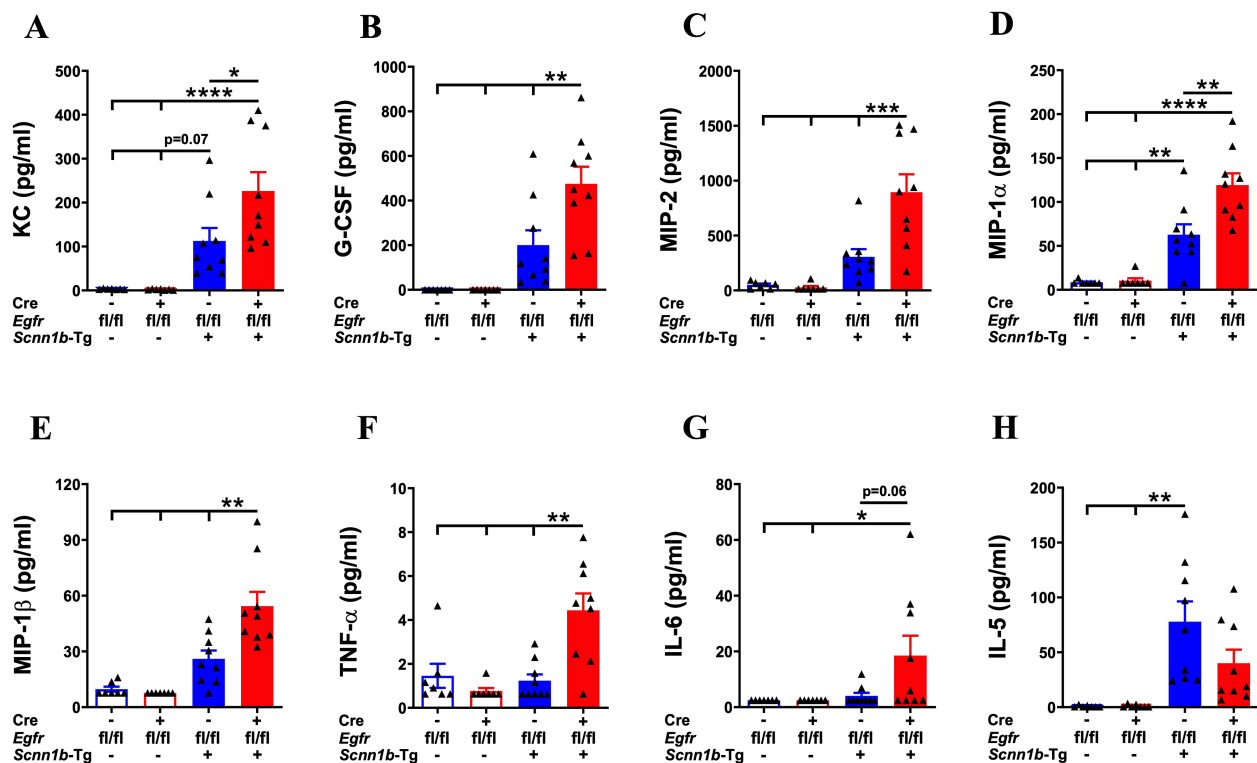 A
KC (pg/ml)
500
400
300
200
100
0
*
****
p=0.07
Cre - + - +
Egfr fl/fl fl/fl fl/fl fl/fl
Scnn1b-Tg - - + +
B
G-CSF (pg/ml)
1000
800
600
400
200
0
**
- + - +
Egfr fl/fl fl/fl fl/fl fl/fl
Scnn1b-Tg - - + +
C
MIP-2 (pg/ml)
2000
1500
1000
500
0
***
Cre - + - +
Egfr fl/fl fl/fl fl/fl fl/fl
Scnn1b-Tg - - + +
D
MIP-1α (pg/ml)
250
200
150
100
50
0
**
****
**
Cre - + - +
Egfr fl/fl fl/fl fl/fl fl/fl
Scnn1b-Tg - - + +
E
MIP-1β (pg/ml)
120
90
60
30
0
**
Cre - + - +
Egfr fl/fl fl/fl fl/fl fl/fl
Scnn1b-Tg - - + +
F
TNF-α (pg/ml)
10
8
6
4
2
0
**
Cre - + - +
Egfr fl/fl fl/fl fl/fl fl/fl
Scnn1b-Tg - - + +
G
IL-6 (pg/ml)
80
60
40
20
0
p=0.06
*
Cre - + - +
Egfr fl/fl fl/fl fl/fl fl/fl
Scnn1b-Tg - - + +
H
IL-5 (pg/ml)
200
150
100
50
0
**
Cre - + - +
Egfr fl/fl fl/fl fl/fl fl/fl
Scnn1b-Tg - - + +